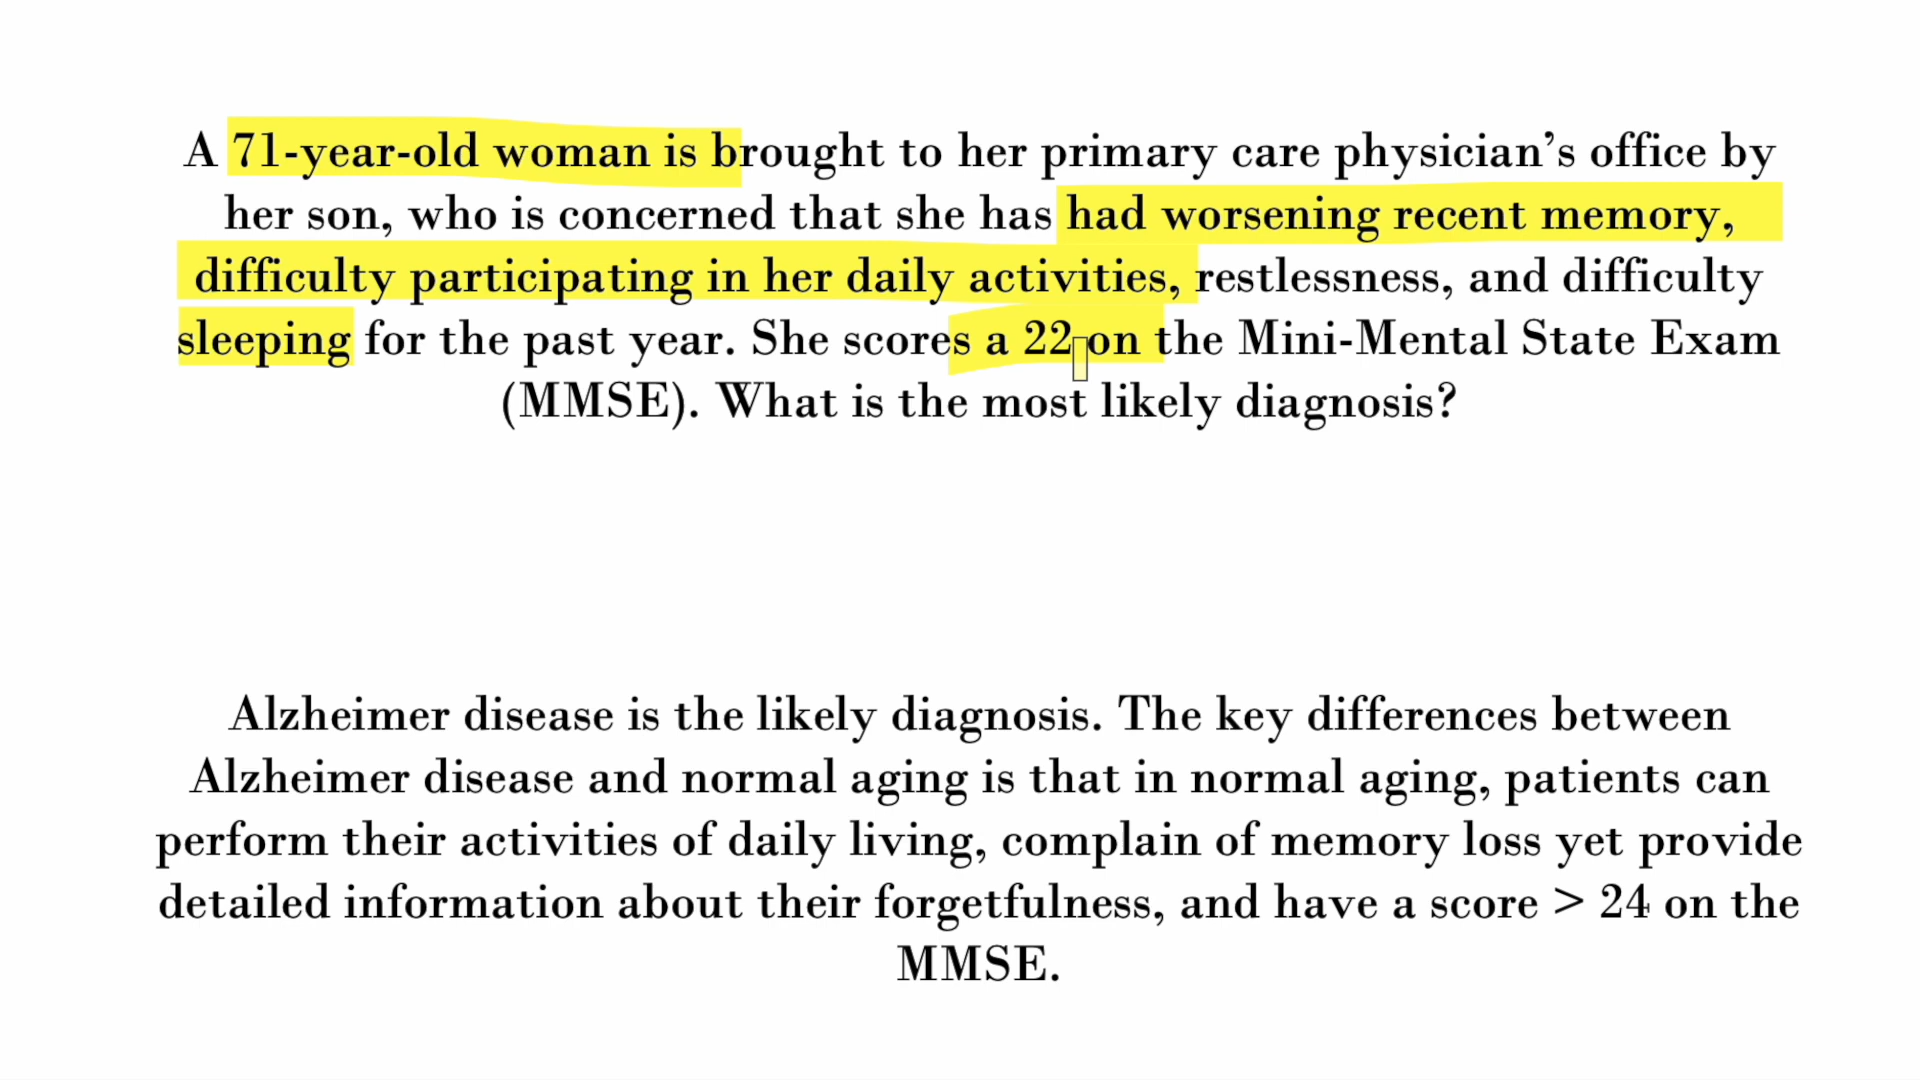 A 71-year-old woman is brought to her primary care physician’s office by
her son, who is concerned that she has had worsening recent memory,
difficulty participating in her daily activities, restlessness, and difficulty
sleeping for the past year. She scores a 22 on the Mini-Mental State Exam
(MMSE). What is the most likely diagnosis?
Alzheimer disease is the likely diagnosis. The key differences between
Alzheimer disease and normal aging is that in normal aging, patients can
perform their activities of daily living, complain of memory loss yet provide
detailed information about their forgetfulness, and have a score > 24 on the
MMSE.